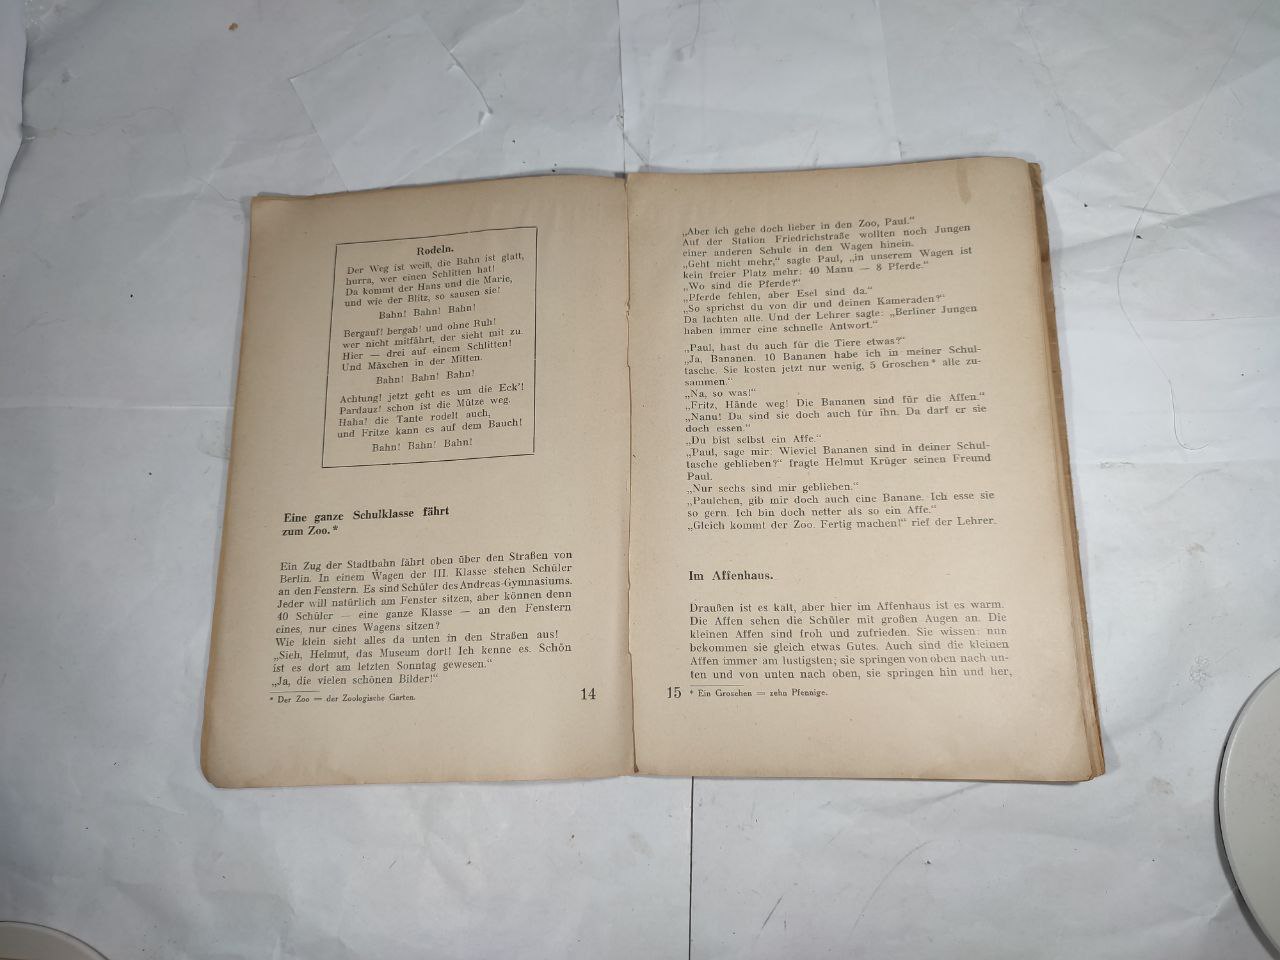 Rodeln.
Der Weg ist weiß, die Bahn ist glatt,
hurra, wer einen Schlitten hat!
Da kommt der Hans und die Marie,
und wie der Blitz, so sausen sie!
Bahn! Bahn! Bahn!
Bergauf! bergab! und ohne Ruh!
wer nicht mitfährt, der sieht mit zu.
Hier — drei auf einem Schlitten!
Und Mäxchen in der Mitten.
Bahn! Bahn! Bahn!
Achtung! jetzt geht es um die Eck'!
Pardauz! schon ist die Mütze weg.
Haha! die Tante rodelt auch,
und Fritze kann es auf dem Bauch!
Bahn! Bahn! Bahn!
Eine ganze Schulklasse fährt
zum Zoo.*
Ein Zug der Stadtbahn fährt oben über den Straßen von
Berlin. In einem Wagen der III. Klasse stehen Schüler
an den Fenstern. Es sind Schüler des Andreas-Gymnasiums.
Jeder will natürlich am Fenster sitzen, aber können denn
40 Schüler — eine ganze Klasse — an den Fenstern
eines, nur eines Wagens sitzen?
Wie klein sieht alles da unten in den Straßen aus!
„Sieh, Helmut, das Museum dort! Ich kenne es. Schön
ist es dort am letzten Sonntag gewesen.“
„Ja, die vielen schönen Bilder!“
* Der Zoo = der Zoologische Garten.
14
„Aber ich gehe doch lieber in den Zoo, Paul.“
Auf der Station Friedrichstraße wollten noch Jungen
einer anderen Schule in den Wagen hinein.
„Geht nicht mehr,“ sagte Paul, „in unserem Wagen ist
kein freier Platz mehr: 40 Mann — 8 Pferde.“
„Wo sind die Pferde?“
„Pferde fehlen, aber Esel sind da.“
„So sprichst du von dir und deinen Kameraden?“
Da lachten alle. Und der Lehrer sagte: „Berliner Jungen
haben immer eine schnelle Antwort.“
„Paul, hast du auch für die Tiere etwas?“
„Ja, Bananen. 10 Bananen habe ich in meiner Schul-
tasche. Sie kosten jetzt nur wenig, 5 Groschen* alle zu-
sammen.“
„Na, so was!“
„Fritz, Hände weg! Die Bananen sind für die Affen.“
„Nanu! Da sind sie doch auch für ihn. Da darf er sie
doch essen.“
„Du bist selbst ein Affe.“
„Paul, sage mir: Wieviel Bananen sind in deiner Schul-
tasche geblieben?“ fragte Helmut Krüger seinen Freund
Paul.
„Nur sechs sind mir geblieben.“
„Paulchen, gib mir doch auch eine Banane. Ich esse sie
so gern. Ich bin doch netter als so ein Affe.“
„Gleich kommt der Zoo. Fertig machen!“ rief der Lehrer.
Im Affenhaus.
Draußen ist es kalt, aber hier im Affenhaus ist es warm.
Die Affen sehen die Schüler mit großen Augen an. Die
kleinen Affen sind froh und zufrieden. Sie wissen: nun
bekommen sie gleich etwas Gutes. Auch sind die kleinen
Affen immer am lustigsten; sie springen von oben nach un-
ten und von unten nach oben, sie springen hin und her,
15 * Ein Groschen = zehn Pfennige.